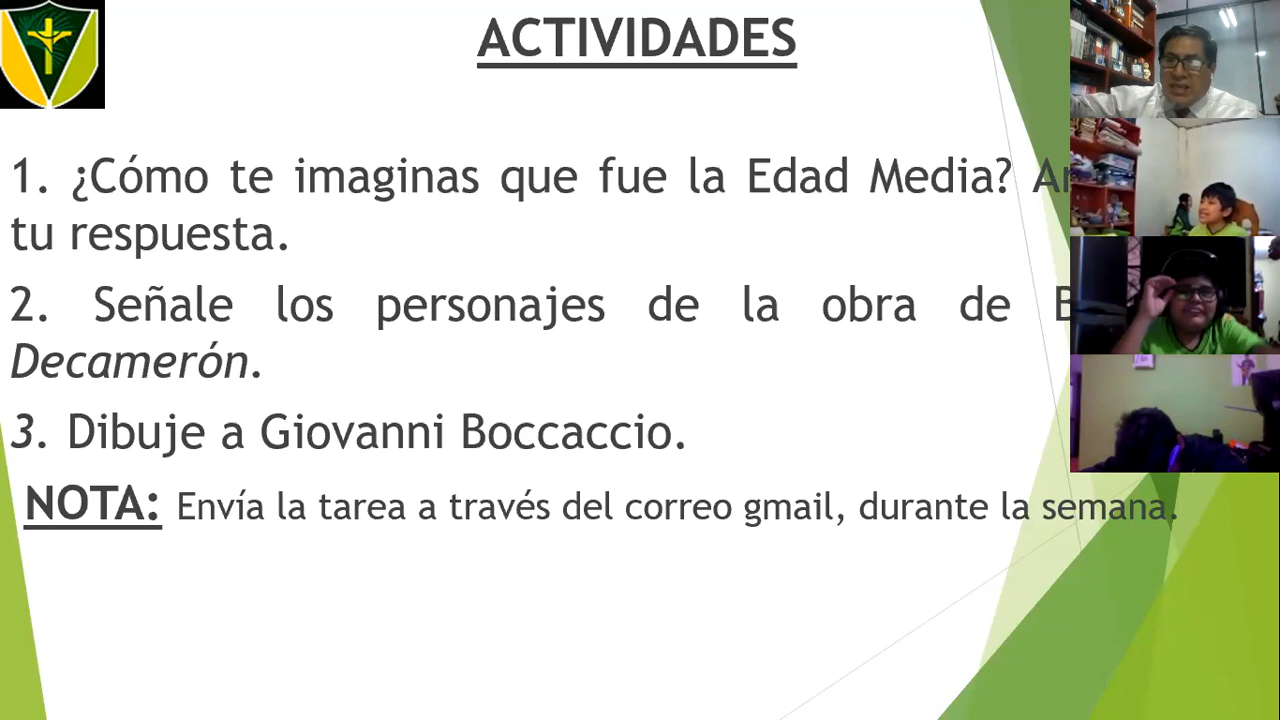 ACTIVIDADES
1. ¿Cómo te imaginas que fue la Edad Media?
tu respuesta.
2. Señale los personajes de la obra de
Decamerón.
3. Dibuje a Giovanni Boccaccio.
NOTA: Envía la tarea a través del correo gmail, durante la semana.